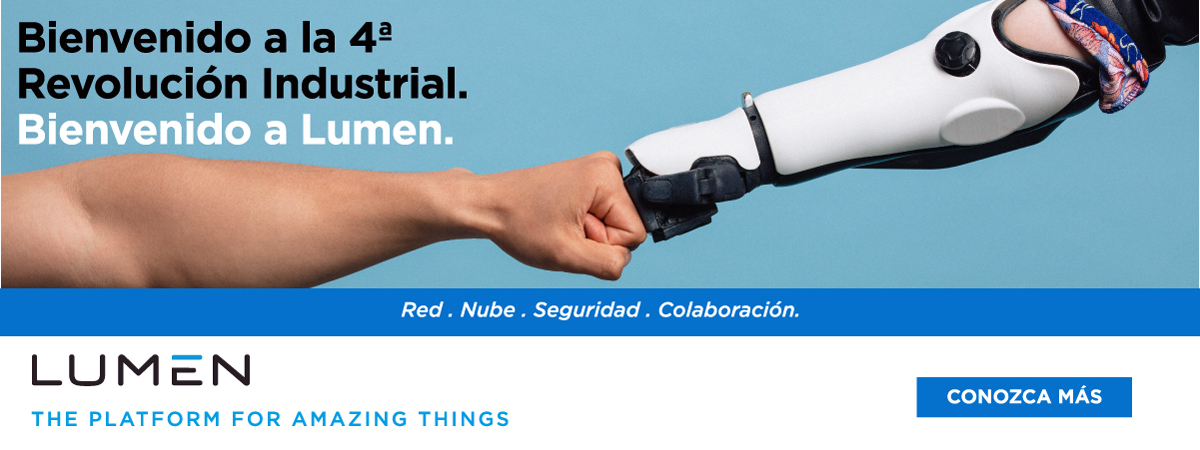 Bienvenido a la 4ª
Revolución Industrial.
Bienvenido a Lumen.
Red . Nube . Seguridad . Colaboración.
LUMEN
THE PLATFORM FOR AMAZING THINGS
CONOZCA MÁS